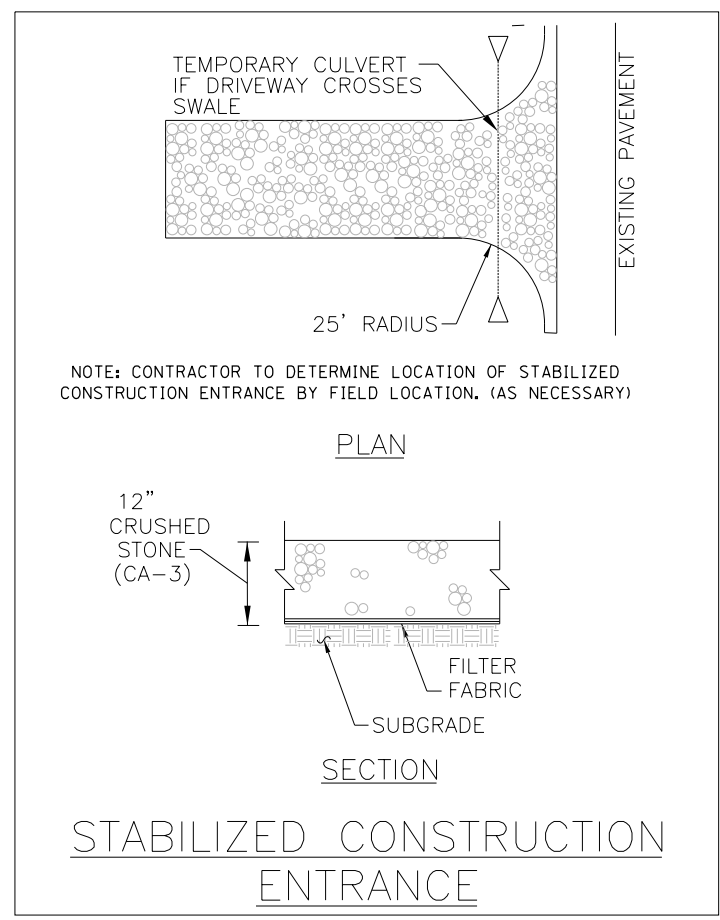 TEMPORARY CULVERT
IF DRIVEWAY CROSSES
SWALE
EXISTING PAVEMENT
25' RADIUS
NOTE: CONTRACTOR TO DETERMINE LOCATION OF STABILIZED
CONSTRUCTION ENTRANCE BY FIELD LOCATION. (AS NECESSARY)
PLAN
12"
CRUSHED
STONE
(CA-3)
FILTER
FABRIC
SUBGRADE
SECTION
STABILIZED CONSTRUCTION
ENTRANCE